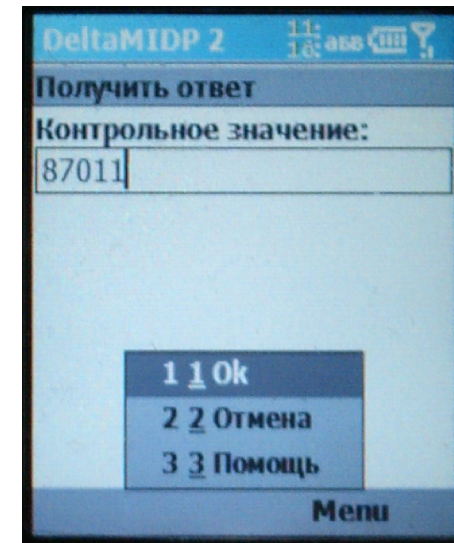 DeltaMIDP 2 11:16 абв
Получить ответ
Контрольное значение:
87011
1 1 Ok
2 2 Отмена
3 3 Помощь
Menu